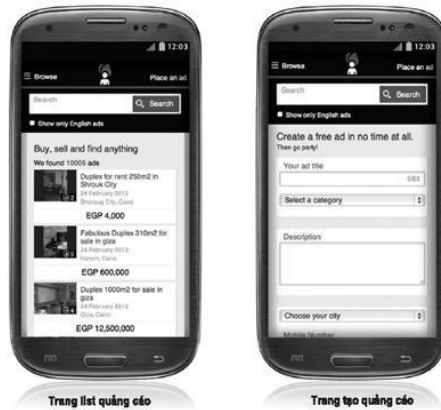 12:03
Browse
Place an ad
Search
Search
Show only English ads
Buy, sell and find anything
We found 10005 ads
Duplex for rent 250m2 in
Shrouk City
24 February 2013
Shorouq City, Cairo
EGP 4,000
Fabulous Duplex 310m2 for
sale in giza
24 February 2013
Haram, Cairo
EGP 600,000
Duplex 1000m2 for sale in
giza
24 February 2013
Giza, Cairo
EGP 12,500,000
Trang list quảng cáo
12:03
Browse
Place an ad
Search
Search
Show only English ads
Create a free ad in no time at all.
Then go party!
Your ad title
0/65
Select a category
Description
Choose your city
Mobile Number
Trang tạo quảng cáo